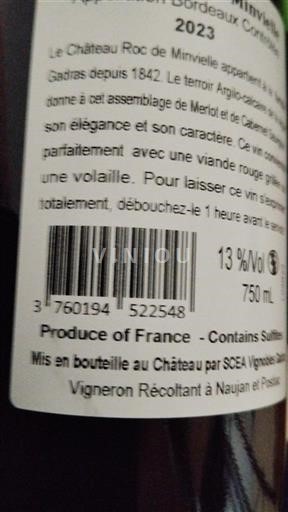 Minvielle
Appellation Bordeaux Contrôlée
2023
Le Château Roc de Minvielle appartient à la
Gadras depuis 1842. Le terroir Argilo-calcaire de
donne à cet assemblage de Merlot et de Cabernet
son élégance et son caractère. Ce vin
parfaitement avec une viande rouge
une volaille. Pour laisser ce vin s'exprimer
totalement, débouchez-le 1 heure avant le
VINIOU
13 %/Vol
750 mL
3 760194 522548
Produce of France - Contains Sulfites
Mis en bouteille au Château par SCEA Vignobles
Vigneron Récoltant à Naujan et Postiac